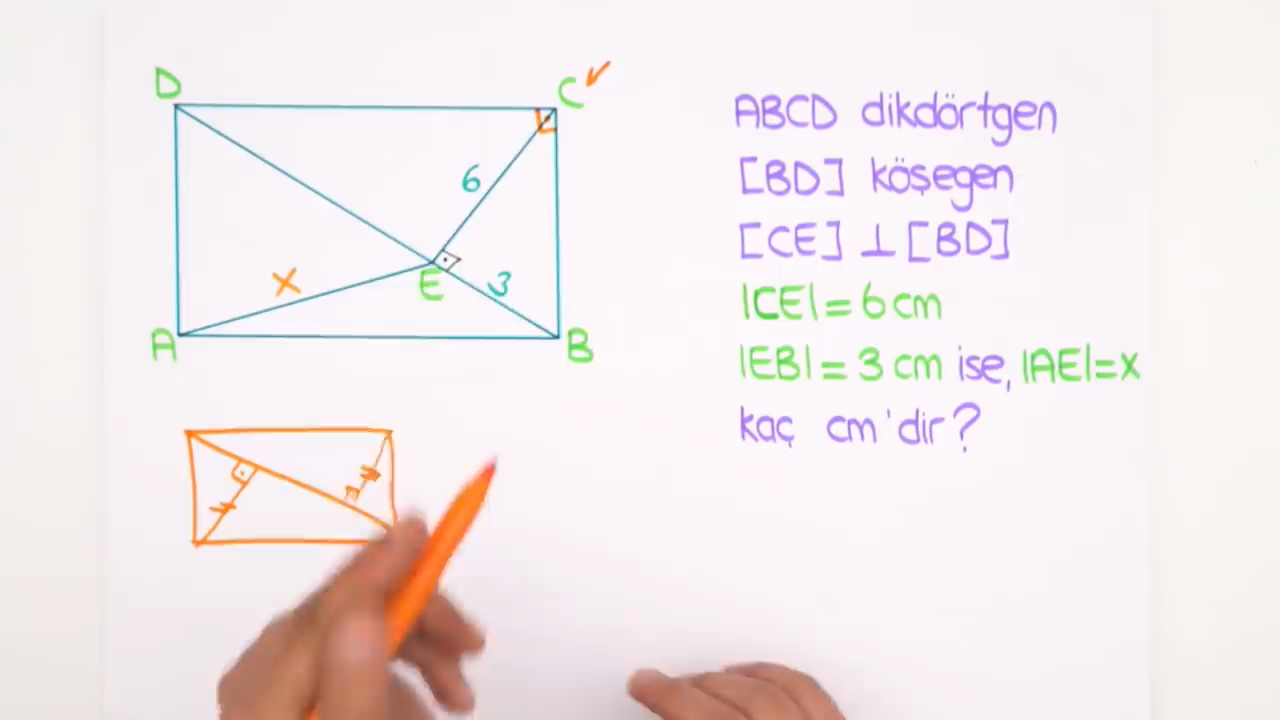 D
C
6
X
E
3
A
B
ABCD dikdörtgen
[BD] köşegen
[CE] ⊥ [BD]
|CE| = 6 cm
|EB| = 3 cm ise, |AE| = x
kaç cm'dir?